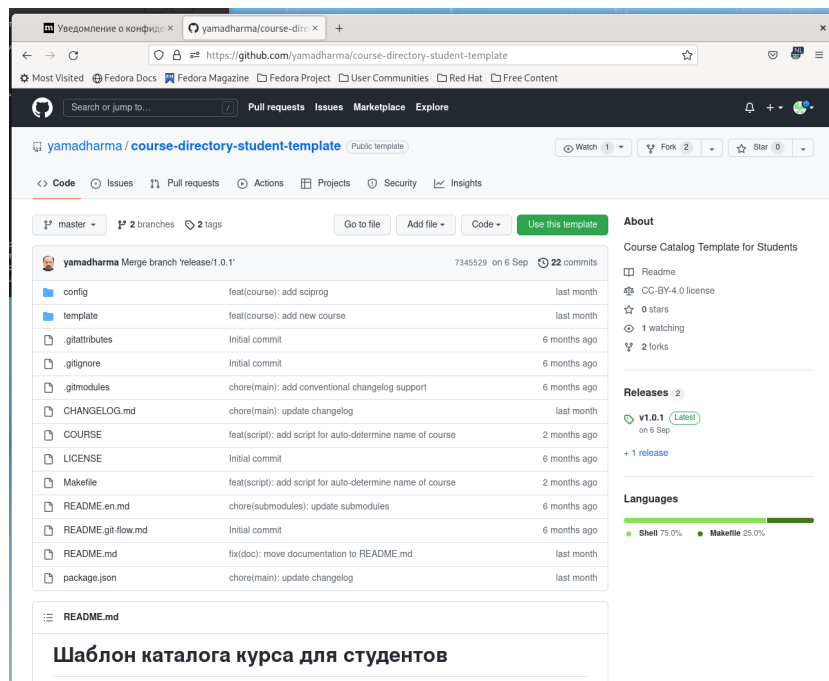 Уведомление о конфиде
yamadharma/course-dire
https://github.com/yamadharma/course-directory-student-template
NL
Most Visited Fedora Docs Fedora Magazine Fedora Project User Communities Red Hat Free Content
Search or jump to... / Pull requests Issues Marketplace Explore
yamadharma / course-directory-student-template Public template
Watch 1 Fork 2 Star 0
Code Issues Pull requests Actions Projects Security Insights
master 2 branches 2 tags Go to file Add file Code Use this template
yamadharma Merge branch 'release/1.0.1' 7345529 on 6 Sep 22 commits
config feat(course): add sciprog last month
template feat(course): add new course last month
.gitattributes Initial commit 6 months ago
.gitignore Initial commit 6 months ago
.gitmodules chore(main): add conventional changelog support 6 months ago
CHANGELOG.md chore(main): update changelog last month
COURSE feat(script): add script for auto-determine name of course 2 months ago
LICENSE Initial commit 6 months ago
Makefile feat(script): add script for auto-determine name of course 2 months ago
README.en.md chore(submodules): update submodules 6 months ago
README.git-flow.md Initial commit 6 months ago
README.md fix(doc): move documentation to README.md last month
package.json chore(main): update changelog last month
README.md
Шаблон каталога курса для студентов
About
Course Catalog Template for Students
Readme
CC-BY-4.0 license
0 stars
1 watching
2 forks
Releases 2
v1.0.1 Latest
on 6 Sep
+ 1 release
Languages
Shell 75.0% Makefile 25.0%